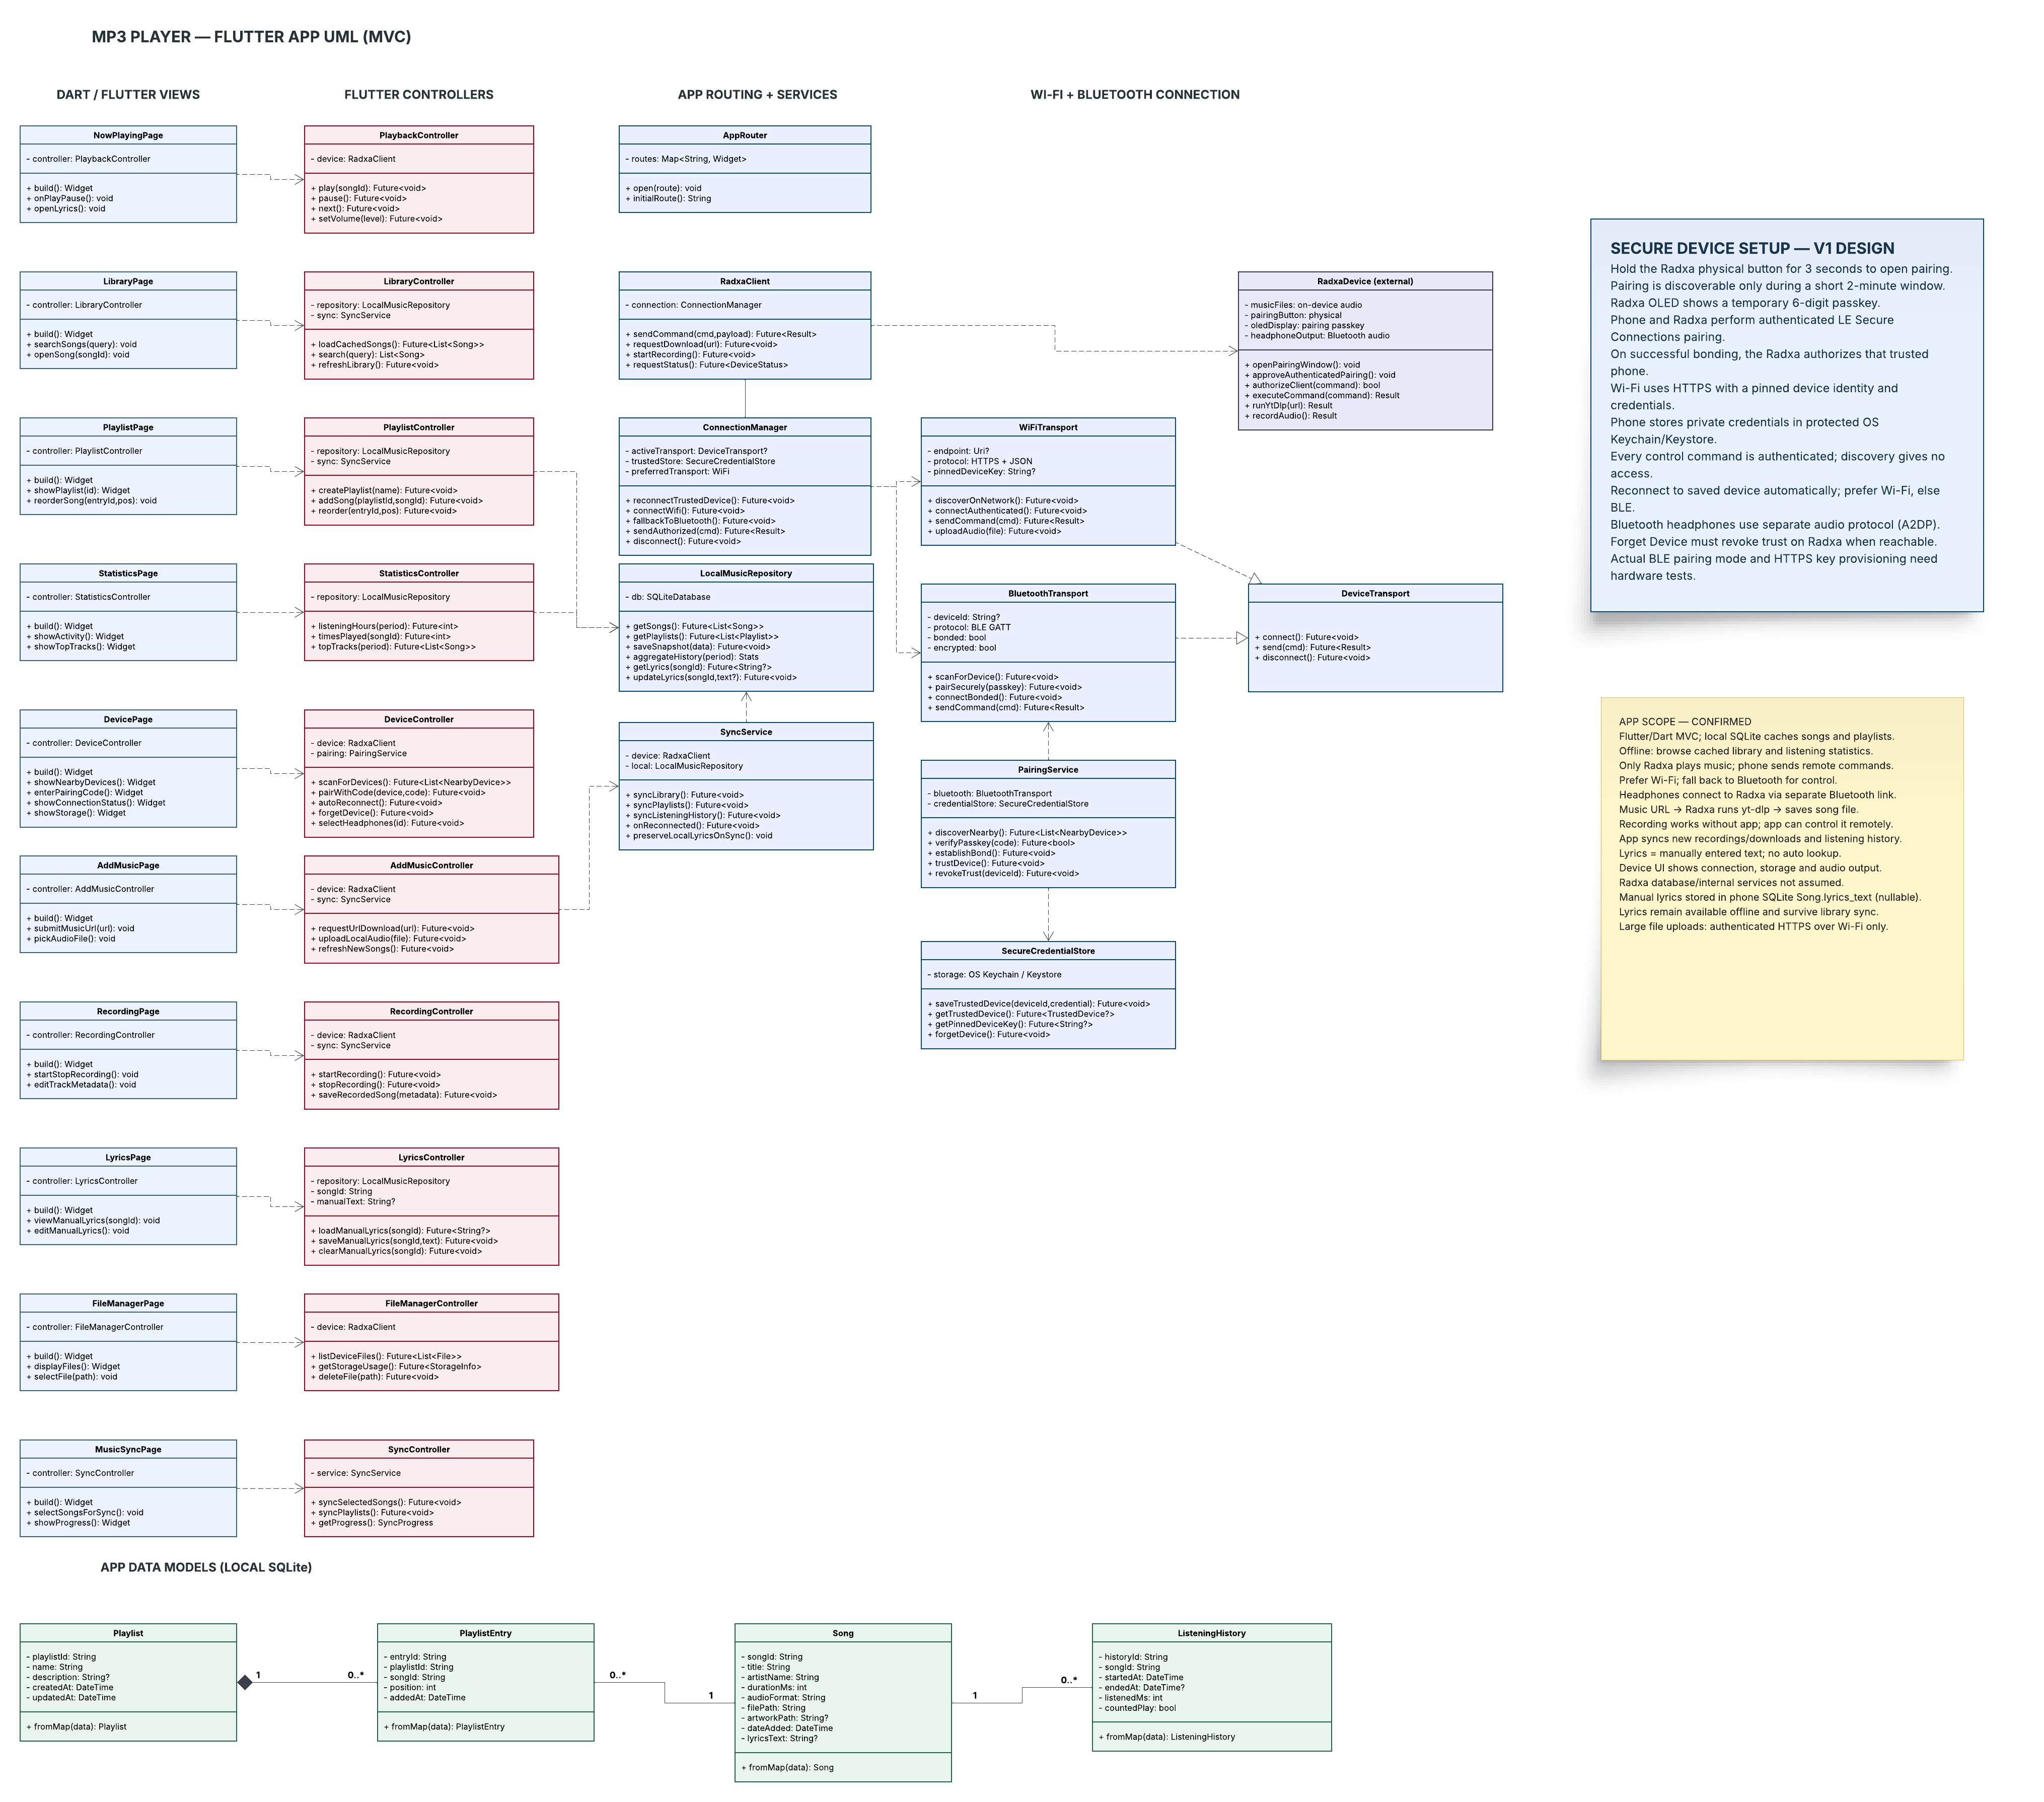 MP3 PLAYER — FLUTTER APP UML (MVC)
DART / FLUTTER VIEWS
FLUTTER CONTROLLERS
APP ROUTING + SERVICES
WI-FI + BLUETOOTH CONNECTION
NowPlayingPage
- controller: PlaybackController
+ build(): Widget
+ onPlayPause(): void
+ openLyrics(): void
PlaybackController
- device: RadxaClient
+ play(songId): Future<void>
+ pause(): Future<void>
+ next(): Future<void>
+ setVolume(level): Future<void>
AppRouter
- routes: Map<String, Widget>
+ open(route): void
+ initialRoute(): String
LibraryPage
- controller: LibraryController
+ build(): Widget
+ searchSongs(query): void
+ openSong(songId): void
LibraryController
- repository: LocalMusicRepository
- sync: SyncService
+ loadCachedSongs(): Future<List<Song>>
+ search(query): List<Song>
+ refreshLibrary(): Future<void>
RadxaClient
- connection: ConnectionManager
+ sendCommand(cmd,payload): Future<Result>
+ requestDownload(url): Future<void>
+ startRecording(): Future<void>
+ requestStatus(): Future<DeviceStatus>
RadxaDevice (external)
- musicFiles: on-device audio
- pairingButton: physical
- oledDisplay: pairing passkey
- headphoneOutput: Bluetooth audio
+ openPairingWindow(): void
+ approveAuthenticatedPairing(): void
+ authorizeClient(command): bool
+ executeCommand(command): Result
+ runYtDlp(url): Result
+ recordAudio(): Result
PlaylistPage
- controller: PlaylistController
+ build(): Widget
+ showPlaylist(id): Widget
+ reorderSong(entryId,pos): void
PlaylistController
- repository: LocalMusicRepository
- sync: SyncService
+ createPlaylist(name): Future<void>
+ addSong(playlistId,songId): Future<void>
+ reorder(entryId,pos): Future<void>
ConnectionManager
- activeTransport: DeviceTransport?
- trustedStore: SecureCredentialStore
- preferredTransport: WiFi
+ reconnectTrustedDevice(): Future<void>
+ connectWifi(): Future<void>
+ fallbackToBluetooth(): Future<void>
+ sendAuthorized(cmd): Future<Result>
+ disconnect(): Future<void>
WiFiTransport
- endpoint: Uri?
- protocol: HTTPS + JSON
- pinnedDeviceKey: String?
+ discoverOnNetwork(): Future<void>
+ connectAuthenticated(): Future<void>
+ sendCommand(cmd): Future<Result>
+ uploadAudio(file): Future<void>
StatisticsPage
- controller: StatisticsController
+ build(): Widget
+ showActivity(): Widget
+ showTopTracks(): Widget
StatisticsController
- repository: LocalMusicRepository
+ listeningHours(period): Future<int>
+ timesPlayed(songId): Future<int>
+ topTracks(period): Future<List<Song>>
LocalMusicRepository
- db: SQLiteDatabase
+ getSongs(): Future<List<Song>>
+ getPlaylists(): Future<List<Playlist>>
+ saveSnapshot(data): Future<void>
+ aggregateHistory(period): Stats
+ getLyrics(songId): Future<String?>
+ updateLyrics(songId,text?): Future<void>
BluetoothTransport
- deviceId: String?
- protocol: BLE GATT
- bonded: bool
- encrypted: bool
+ scanForDevice(): Future<void>
+ pairSecurely(passkey): Future<void>
+ connectBonded(): Future<void>
+ sendCommand(cmd): Future<Result>
DeviceTransport
+ connect(): Future<void>
+ send(cmd): Future<Result>
+ disconnect(): Future<void>
DevicePage
- controller: DeviceController
+ build(): Widget
+ showNearbyDevices(): Widget
+ enterPairingCode(): Widget
+ showConnectionStatus(): Widget
+ showStorage(): Widget
DeviceController
- device: RadxaClient
- pairing: PairingService
+ scanForDevices(): Future<List<NearbyDevice>>
+ pairWithCode(device,code): Future<void>
+ autoReconnect(): Future<void>
+ forgetDevice(): Future<void>
+ selectHeadphones(id): Future<void>
SyncService
- device: RadxaClient
- local: LocalMusicRepository
+ syncLibrary(): Future<void>
+ syncPlaylists(): Future<void>
+ syncListeningHistory(): Future<void>
+ onReconnected(): Future<void>
+ preserveLocalLyricsOnSync(): void
PairingService
- bluetooth: BluetoothTransport
- credentialStore: SecureCredentialStore
+ discoverNearby(): Future<List<NearbyDevice>>
+ verifyPasskey(code): Future<bool>
+ establishBond(): Future<void>
+ trustDevice(): Future<void>
+ revokeTrust(deviceId): Future<void>
AddMusicPage
- controller: AddMusicController
+ build(): Widget
+ submitMusicUrl(url): void
+ pickAudioFile(): void
AddMusicController
- device: RadxaClient
- sync: SyncService
+ requestUrlDownload(url): Future<void>
+ uploadLocalAudio(file): Future<void>
+ refreshNewSongs(): Future<void>
SecureCredentialStore
- storage: OS Keychain / Keystore
+ saveTrustedDevice(deviceId,credential): Future<void>
+ getTrustedDevice(): Future<TrustedDevice?>
+ getPinnedDeviceKey(): Future<String?>
+ forgetDevice(): Future<void>
RecordingPage
- controller: RecordingController
+ build(): Widget
+ startStopRecording(): void
+ editTrackMetadata(): void
RecordingController
- device: RadxaClient
- sync: SyncService
+ startRecording(): Future<void>
+ stopRecording(): Future<void>
+ saveRecordedSong(metadata): Future<void>
LyricsPage
- controller: LyricsController
+ build(): Widget
+ viewManualLyrics(songId): void
+ editManualLyrics(): void
LyricsController
- repository: LocalMusicRepository
- songId: String
- manualText: String?
+ loadManualLyrics(songId): Future<String?>
+ saveManualLyrics(songId,text): Future<void>
+ clearManualLyrics(songId): Future<void>
FileManagerPage
- controller: FileManagerController
+ build(): Widget
+ displayFiles(): Widget
+ selectFile(path): void
FileManagerController
- device: RadxaClient
+ listDeviceFiles(): Future<List<File>>
+ getStorageUsage(): Future<StorageInfo>
+ deleteFile(path): Future<void>
MusicSyncPage
- controller: SyncController
+ build(): Widget
+ selectSongsForSync(): void
+ showProgress(): Widget
SyncController
- service: SyncService
+ syncSelectedSongs(): Future<void>
+ syncPlaylists(): Future<void>
+ getProgress(): SyncProgress
SECURE DEVICE SETUP — V1 DESIGN
Hold the Radxa physical button for 3 seconds to open pairing.
Pairing is discoverable only during a short 2-minute window.
Radxa OLED shows a temporary 6-digit passkey.
Phone and Radxa perform authenticated LE Secure
Connections pairing.
On successful bonding, the Radxa authorizes that trusted
phone.
Wi-Fi uses HTTPS with a pinned device identity and
credentials.
Phone stores private credentials in protected OS
Keychain/Keystore.
Every control command is authenticated; discovery gives no
access.
Reconnect to saved device automatically; prefer Wi-Fi, else
BLE.
Bluetooth headphones use separate audio protocol (A2DP).
Forget Device must revoke trust on Radxa when reachable.
Actual BLE pairing mode and HTTPS key provisioning need
hardware tests.
APP SCOPE — CONFIRMED
Flutter/Dart MVC; local SQLite caches songs and playlists.
Offline: browse cached library and listening statistics.
Only Radxa plays music; phone sends remote commands.
Prefer Wi-Fi; fall back to Bluetooth for control.
Headphones connect to Radxa via separate Bluetooth link.
Music URL → Radxa runs yt-dlp → saves song file.
Recording works without app; app can control it remotely.
App syncs new recordings/downloads and listening history.
Lyrics = manually entered text; no auto lookup.
Device UI shows connection, storage and audio output.
Radxa database/internal services not assumed.
Manual lyrics stored in phone SQLite Song.lyrics_text (nullable).
Lyrics remain available offline and survive library sync.
Large file uploads: authenticated HTTPS over Wi-Fi only.
APP DATA MODELS (LOCAL SQLite)
Playlist
- playlistId: String
- name: String
- description: String?
- createdAt: DateTime
- updatedAt: DateTime
+ fromMap(data): Playlist
1
0..*
PlaylistEntry
- entryId: String
- playlistId: String
- songId: String
- position: int
- addedAt: DateTime
+ fromMap(data): PlaylistEntry
0..*
1
Song
- songId: String
- title: String
- artistName: String
- durationMs: int
- audioFormat: String
- filePath: String
- artworkPath: String?
- dateAdded: DateTime
- lyricsText: String?
+ fromMap(data): Song
1
0..*
ListeningHistory
- historyId: String
- songId: String
- startedAt: DateTime
- endedAt: DateTime?
- listenedMs: int
- countedPlay: bool
+ fromMap(data): ListeningHistory